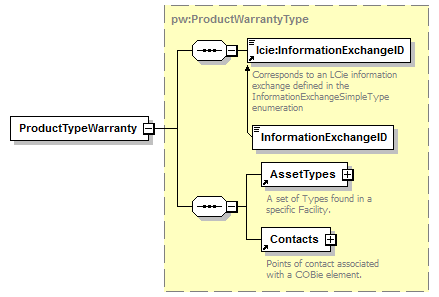 pw:ProductWarrantyType
lcie:InformationExchangeID
Corresponds to an LCie information
exchange defined in the
InformationExchangeSimpleType
enumeration
ProductTypeWarranty
InformationExchangeID
AssetTypes
A set of Types found in a
specific Facility.
Contacts
Points of contact associated
with a COBie element.